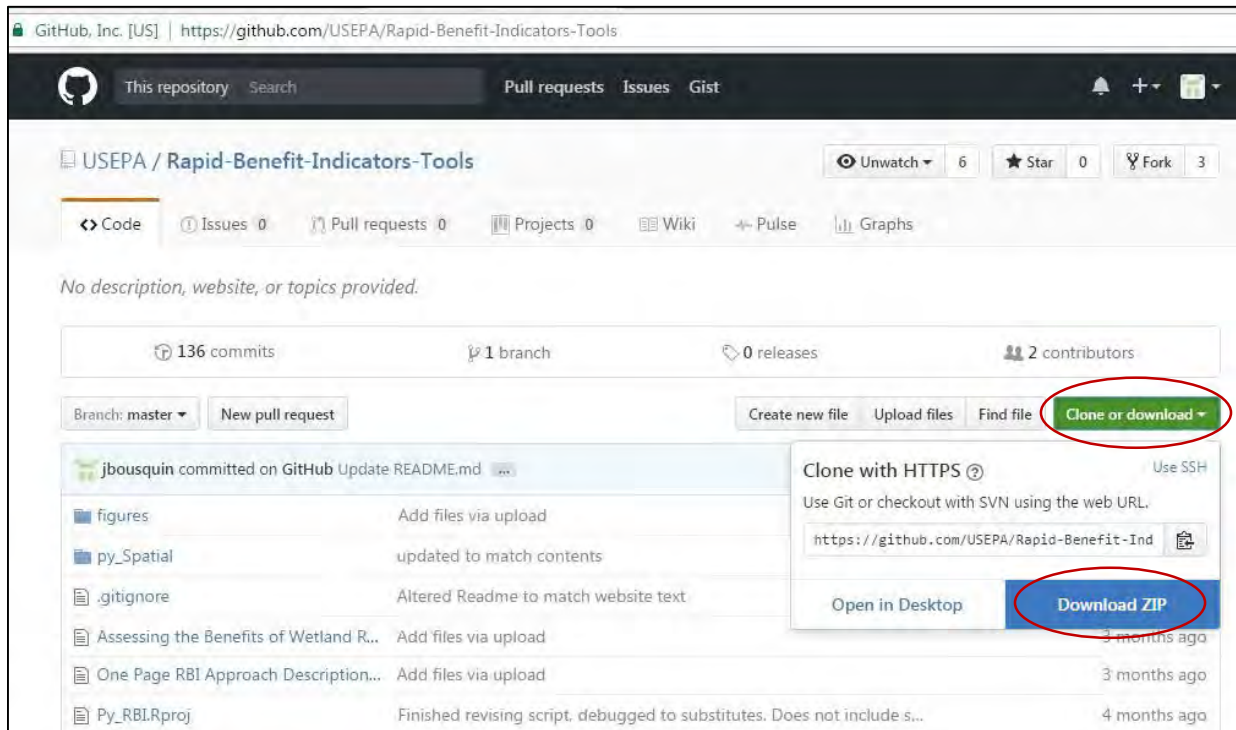 GitHub, Inc. [US] | https://github.com/USEPA/Rapid-Benefit-Indicators-Tools
This repository Search Pull requests Issues Gist
USEPA / Rapid-Benefit-Indicators-Tools Unwatch 6 Star 0 Fork 3
Code Issues 0 Pull requests 0 Projects 0 Wiki Pulse Graphs
No description, website, or topics provided.
136 commits 1 branch 0 releases 2 contributors
Branch: master New pull request Create new file Upload files Find file Clone or download
jbousquin committed on GitHub Update README.md ...
Clone with HTTPS Use SSH
Use Git or checkout with SVN using the web URL.
https://github.com/USEPA/Rapid-Benefit-Ind
Open in Desktop Download ZIP
figures Add files via upload
py_Spatial updated to match contents
.gitignore Altered Readme to match website text
Assessing the Benefits of Wetland R... Add files via upload 3 months ago
One Page RBI Approach Description... Add files via upload 3 months ago
Py_RBI.Rproj Finished revising script, debugged to substitutes. Does not include s... 4 months ago